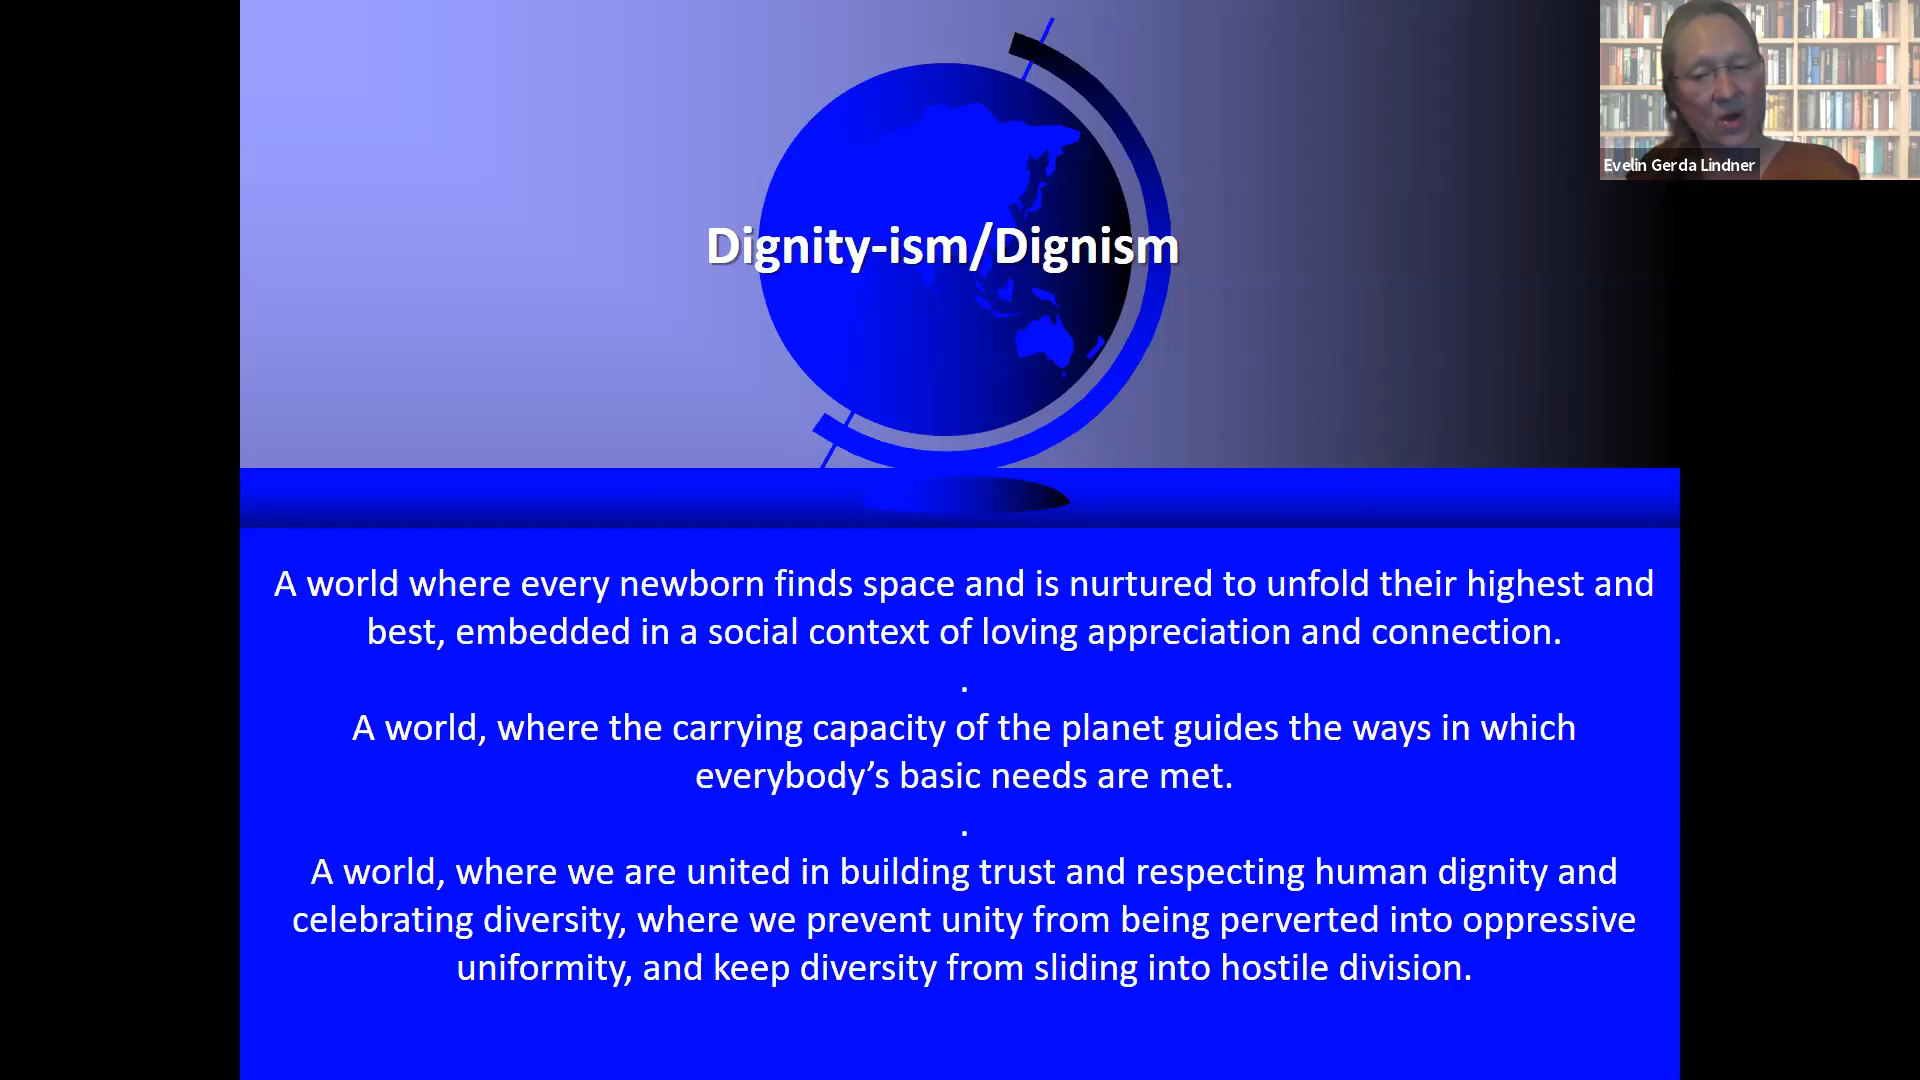 Evelin Gerda Lindner
Dignity-ism/Dignism
A world where every newborn finds space and is nurtured to unfold their highest and
best, embedded in a social context of loving appreciation and connection.
.
A world, where the carrying capacity of the planet guides the ways in which
everybody’s basic needs are met.
.
A world, where we are united in building trust and respecting human dignity and
celebrating diversity, where we prevent unity from being perverted into oppressive
uniformity, and keep diversity from sliding into hostile division.